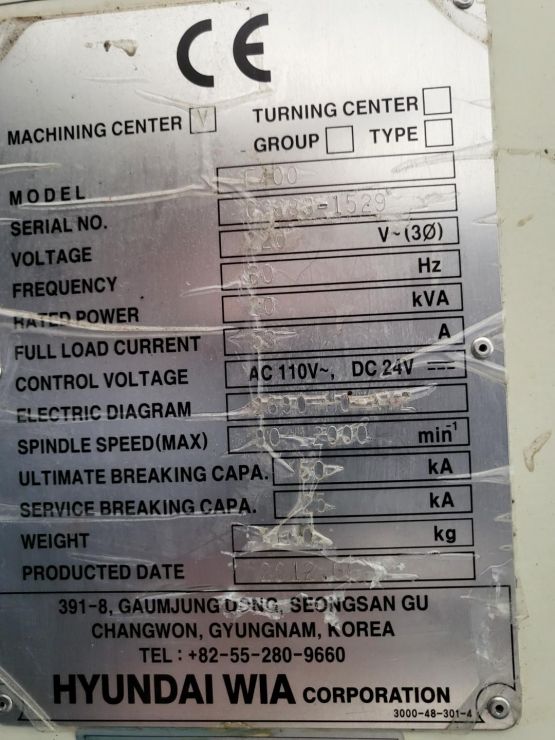 CE
MACHINING CENTER V TURNING CENTER
GROUP TYPE
MODEL F400
SERIAL NO. -1529
VOLTAGE V~(3Ø)
FREQUENCY 60 Hz
RATED POWER kVA
FULL LOAD CURRENT A
CONTROL VOLTAGE AC 110V~, DC 24V
ELECTRIC DIAGRAM
SPINDLE SPEED(MAX) min⁻¹
ULTIMATE BREAKING CAPA. kA
SERVICE BREAKING CAPA. kA
WEIGHT kg
PRODUCTED DATE
391-8, GAUMJUNG DONG, SEONGSAN GU
CHANGWON, GYUNGNAM, KOREA
TEL : +82-55-280-9660
HYUNDAI WIA CORPORATION
3000-48-301-4